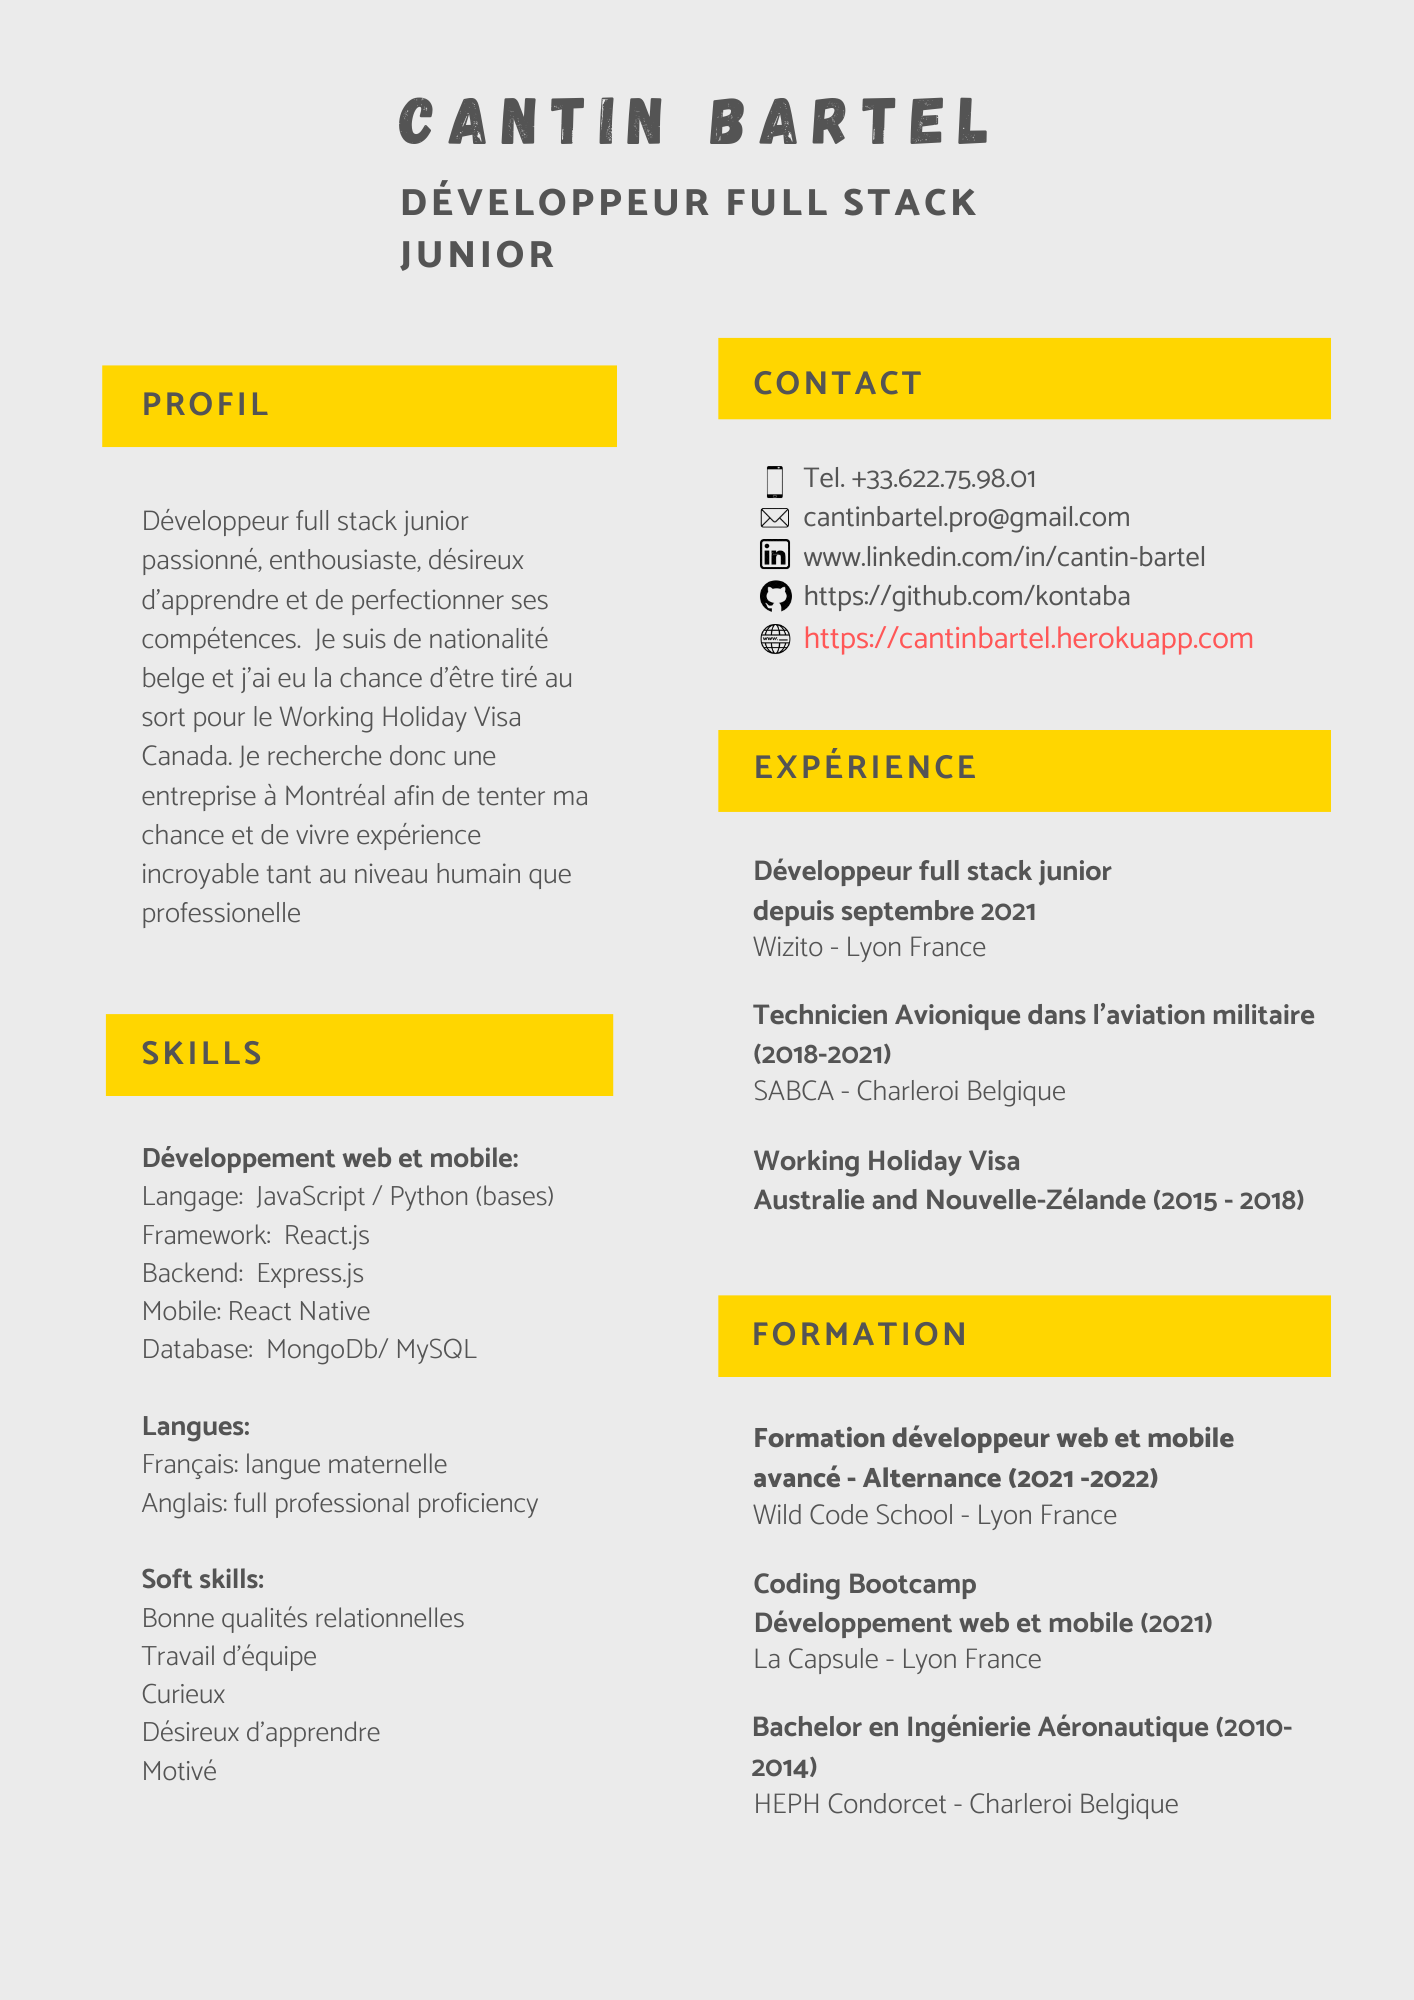 CANTIN BARTEL
DÉVELOPPEUR FULL STACK
JUNIOR
PROFIL
Développeur full stack junior
passionné, enthousiaste, désireux
d'apprendre et de perfectionner ses
compétences.  Je suis de nationalité
belge et j'ai eu la chance d'être tiré au
sort pour le Working Holiday Visa
Canada. Je recherche donc une
entreprise à Montréal afin de tenter ma
chance et de vivre expérience
incroyable tant au niveau humain que
professionelle
SKILLS
Développement web et mobile:
Langage:  JavaScript / Python (bases)
Framework:  React.js
Backend:  Express.js
Mobile: React Native
Database:  MongoDb/ MySQL
Langues:
Français: langue maternelle
Anglais: full professional proficiency
Soft skills:
Bonne qualités relationnelles
Travail d'équipe
Curieux
Désireux d'apprendre
Motivé
CONTACT
Tel. +33.622.75.98.01
cantinbartel.pro@gmail.com
www.linkedin.com/in/cantin-bartel
https://github.com/kontaba
https://cantinbartel.herokuapp.com
EXPÉRIENCE
Développeur full stack junior
depuis septembre 2021
Wizito - Lyon France
Technicien Avionique dans l'aviation militaire
(2018-2021)
SABCA - Charleroi Belgique
Working Holiday Visa
Australie and Nouvelle-Zélande (2015 - 2018)
FORMATION
Formation développeur web et mobile
avancé - Alternance (2021 -2022)
Wild Code School - Lyon France
Coding Bootcamp
Développement web et mobile (2021)
La Capsule - Lyon France
Bachelor en Ingénierie Aéronautique (2010-
2014)
HEPH Condorcet - Charleroi Belgique